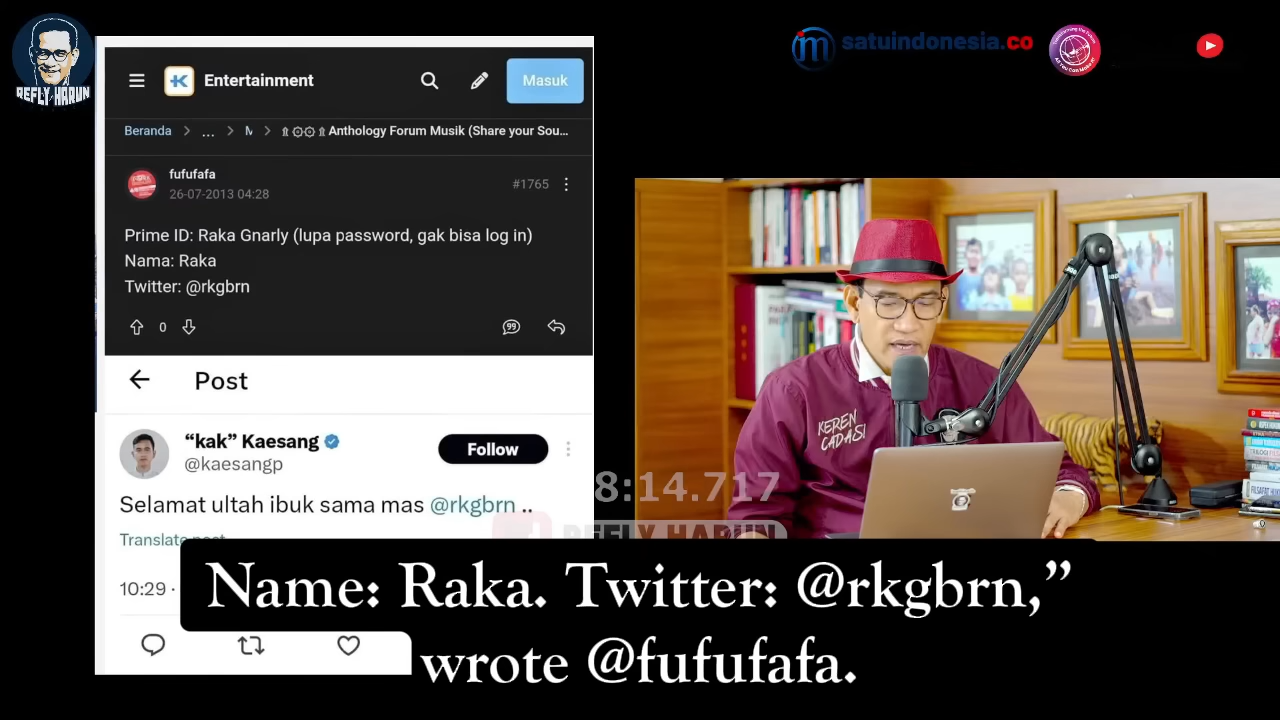 REFLY HARUN
Entertainment
Masuk
Beranda > ... > M > Anthology Forum Musik (Share your Sou...
fufufafa
26-07-2013 04:28
#1765
Prime ID: Raka Gnarly (lupa password, gak bisa log in)
Nama: Raka
Twitter: @rkgbrn
0
99
Post
“kak” Kaesang
@kaesangp
Follow
Selamat ultah ibuk sama mas @rkgbrn ..
Translate post
10:29 ·
satuindonesia.co
KEREN
CADAS!
8:14.717
REFLY HARUN
Name: Raka. Twitter: @rkgbrn,”
wrote @fufufafa.